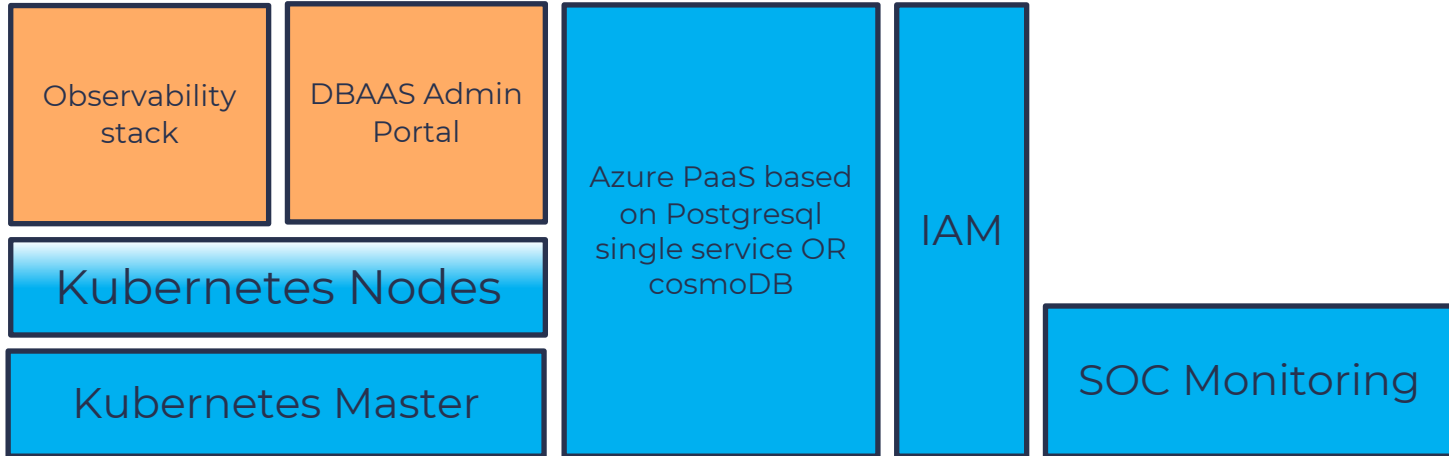 Observability
stack
DBAAS Admin
Portal
Azure PaaS based
on Postgresql
single service OR
cosmoDB
IAM
Kubernetes Nodes
Kubernetes Master
SOC Monitoring